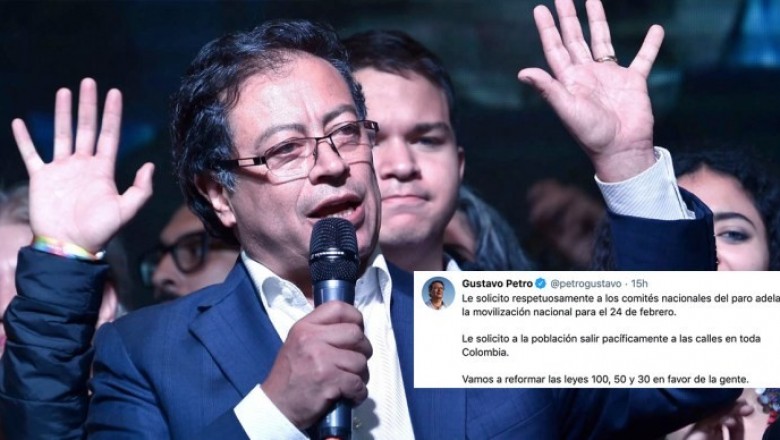 Gustavo Petro @petrogustavo · 15h
Le solicito respetuosamente a los comités nacionales del paro adela
la movilización nacional para el 24 de febrero.
Le solicito a la población salir pacíficamente a las calles en toda
Colombia.
Vamos a reformar las leyes 100, 50 y 30 en favor de la gente.